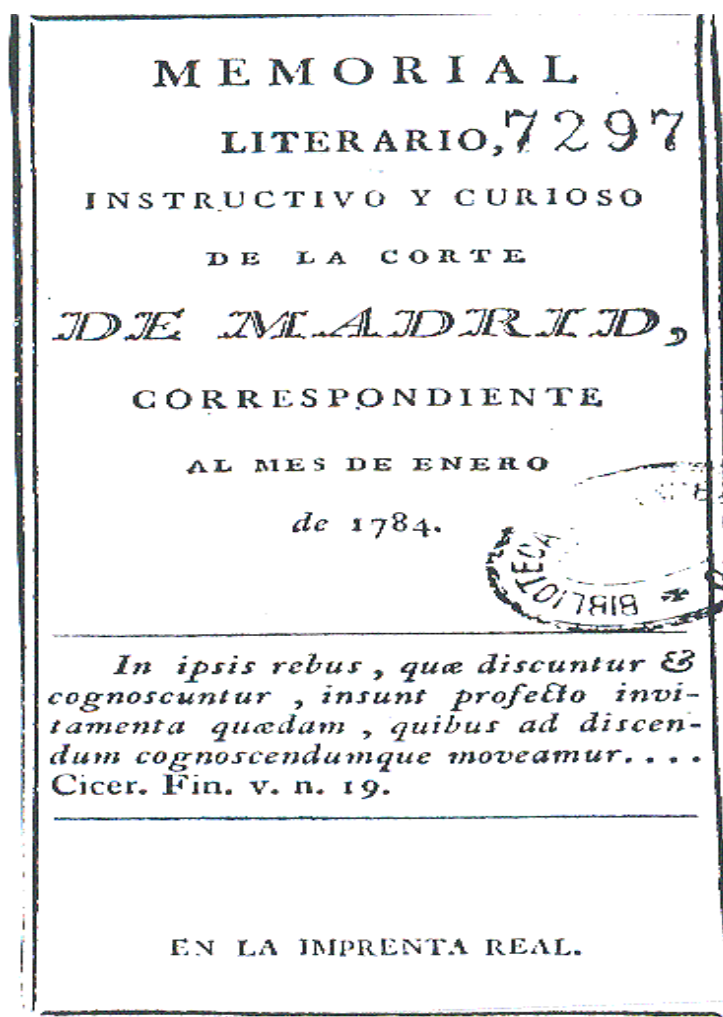 MEMORIAL
LITERARIO, 7297
INSTRUCTIVO Y CURIOSO
DE LA CORTE
DE MADRID,
CORRESPONDIENTE
AL MES DE ENERO
de 1784.
BIBLIOTECA
In ipsis rebus, quæ discuntur &
cognoscuntur, insunt profecto invi-
tamenta quædam, quibus ad discen-
dum cognoscendumque moveamur....
Cicer. Fin. v. n. 19.
EN LA IMPRENTA REAL.